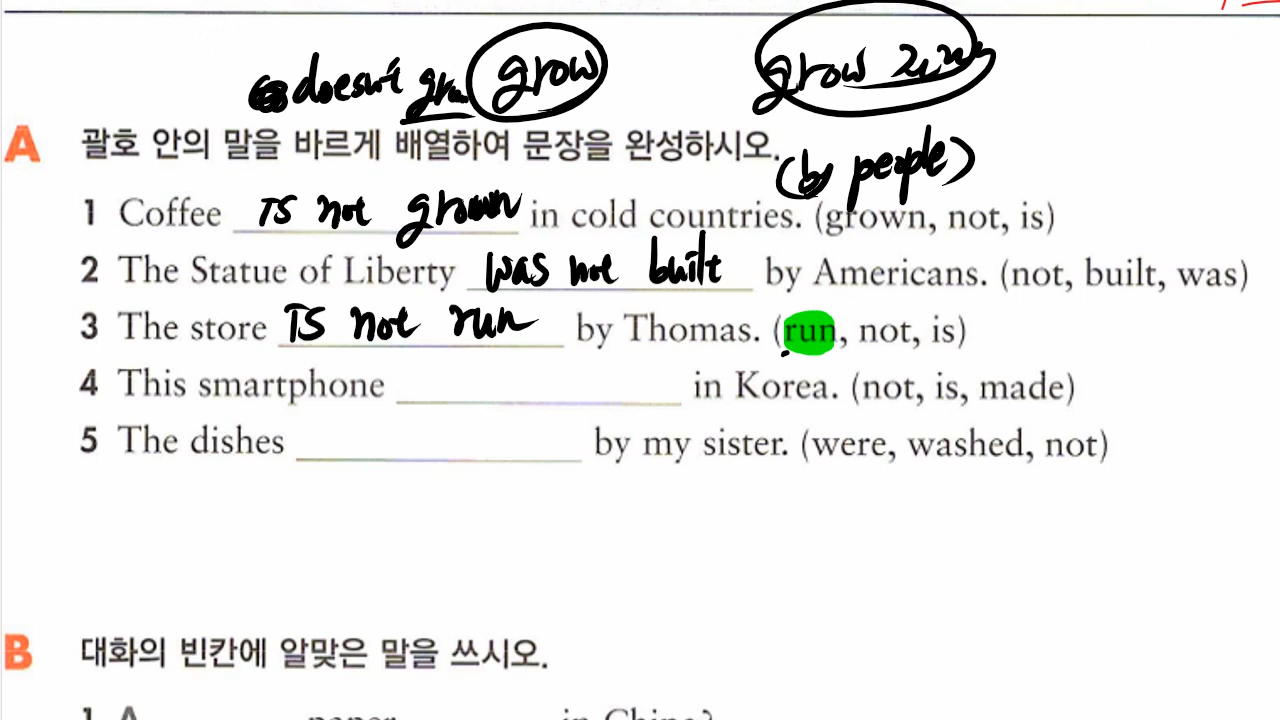 doesn't grow grow
(by people)
A 괄호 안의 말을 바르게 배열하여 문장을 완성하시오.
1 Coffee is not grown in cold countries. (grown, not, is)
2 The Statue of Liberty was not built by Americans. (not, built, was)
3 The store is not run by Thomas. (run, not, is)
4 This smartphone in Korea. (not, is, made)
5 The dishes by my sister. (were, washed, not)
B 대화의 빈칸에 알맞은 말을 쓰시오.
1 A paper in China?